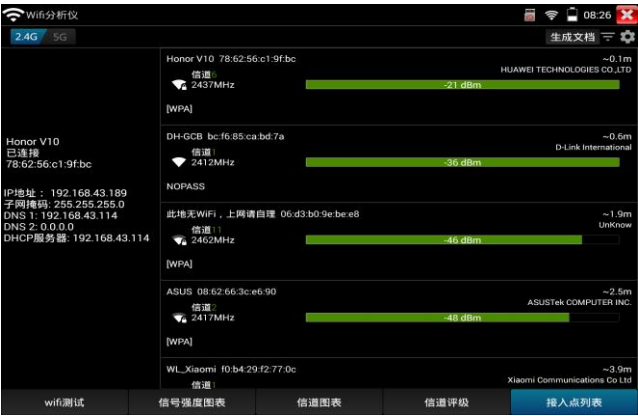 Wifi分析仪
08:26
2.4G 5G
生成文档
Honor V10
已连接
78:62:56:c1:9f:bc
IP地址： 192.168.43.189
子网掩码: 255.255.255.0
DNS 1: 192.168.43.114
DNS 2: 0.0.0.0
DHCP服务器: 192.168.43.114
Honor V10 78:62:56:c1:9f:bc
~0.1m
HUAWEI TECHNOLOGIES CO.,LTD
信道6
2437MHz
-21 dBm
[WPA]
DH-GCB bc:f6:85:ca:bd:7a
~0.6m
D-Link International
信道1
2412MHz
-36 dBm
NOPASS
此地无WiFi，上网请自理 06:d3:b0:9e:be:e8
~1.9m
UnKnow
信道11
2462MHz
-46 dBm
[WPA]
ASUS 08:62:66:3c:e6:90
~2.5m
ASUSTek COMPUTER INC.
信道2
2417MHz
-48 dBm
[WPA]
WL_Xiaomi f0:b4:29:f2:77:0c
~3.9m
Xiaomi Communications Co Ltd
信道1
wifi测试
信号强度图表
信道图表
信道评级
接入点列表